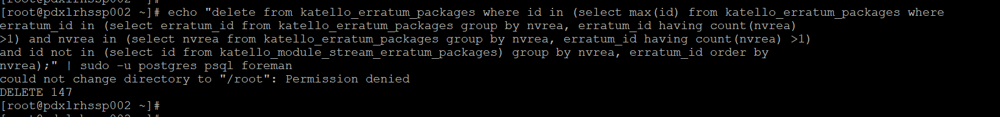 [root@pdxlrhssp002 ~]# echo "delete from katello_erratum_packages where id in (select max(id) from katello_erratum_packages where
erratum_id in (select erratum_id from katello_erratum_packages group by nvrea, erratum_id having count(nvrea)
>1) and nvrea in (select nvrea from katello_erratum_packages group by nvrea, erratum_id having count(nvrea) >1)
and id not in (select id from katello_module_stream_erratum_packages) group by nvrea, erratum_id order by
nvrea);" | sudo -u postgres psql foreman
could not change directory to "/root": Permission denied
DELETE 147
[root@pdxlrhssp002 ~]#